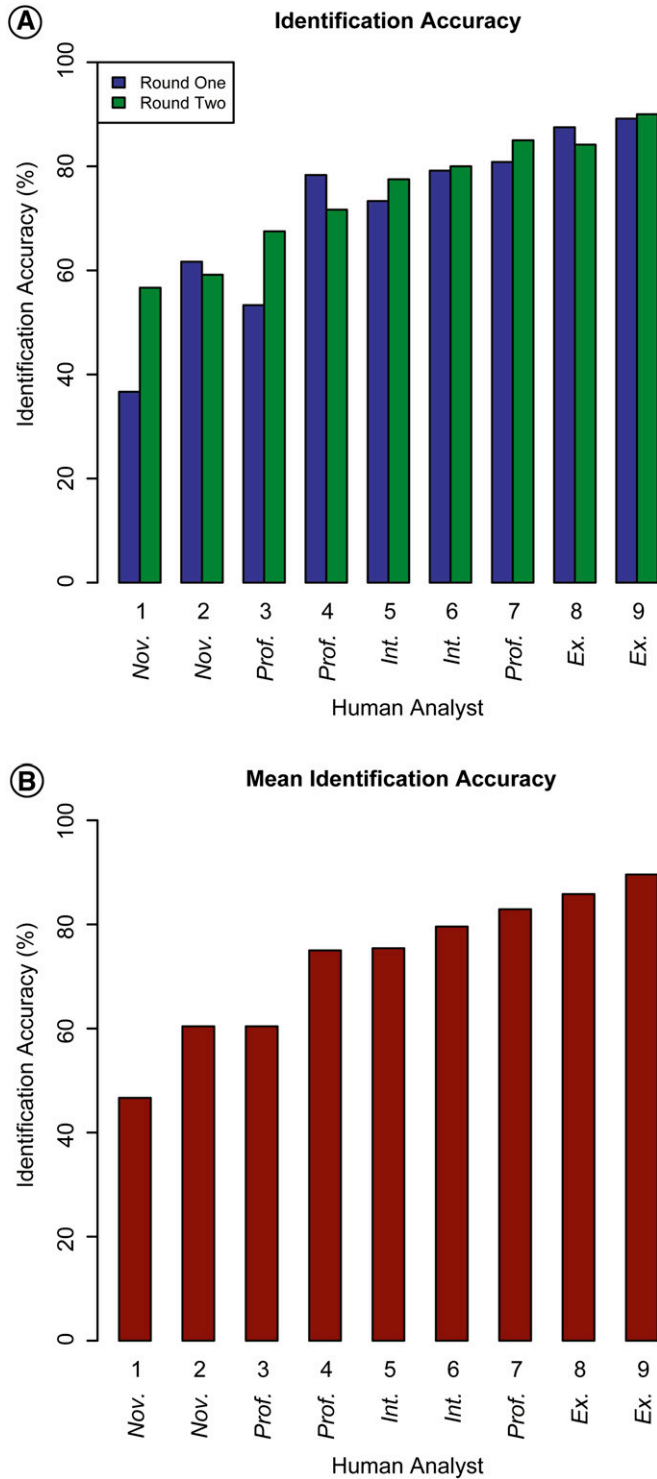 A
Identification Accuracy
Round One
Round Two
Identification Accuracy (%)
100
80
60
40
20
0
1 2 3 4 5 6 7 8 9
Nov. Nov. Prof. Prof. Int. Int. Prof. Ex. Ex.
Human Analyst
B
Mean Identification Accuracy
Identification Accuracy (%)
100
80
60
40
20
0
1 2 3 4 5 6 7 8 9
Nov. Nov. Prof. Prof. Int. Int. Prof. Ex. Ex.
Human Analyst